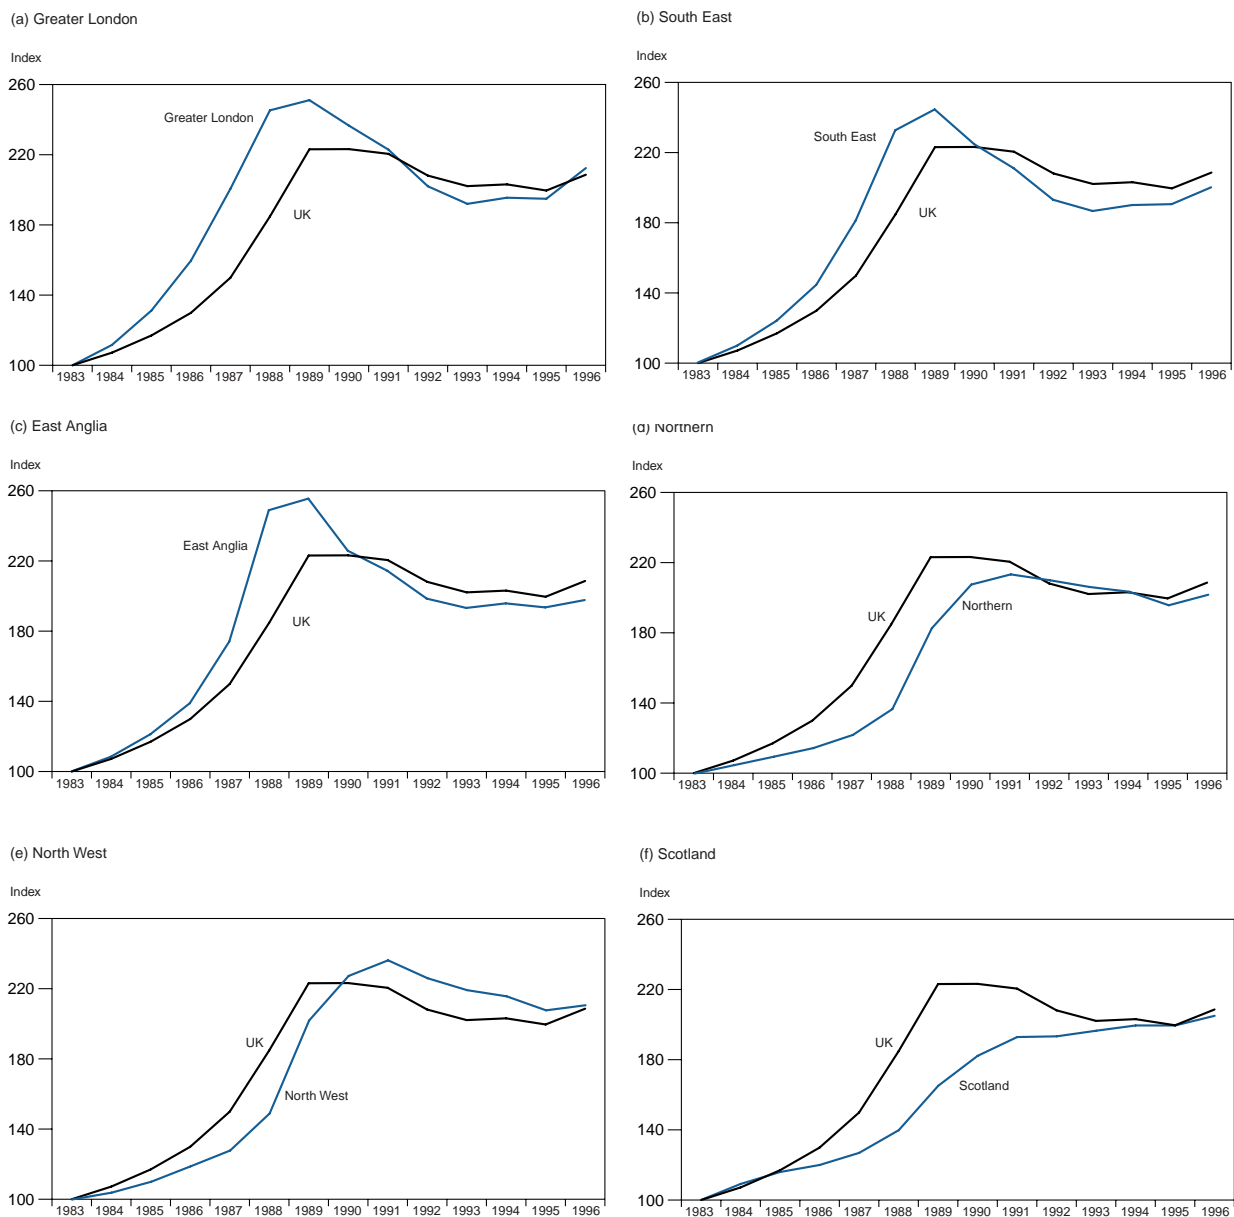 (a) Greater London
Index
260
220
180
140
100
Greater London
UK
1983 1984 1985 1986 1987 1988 1989 1990 1991 1992 1993 1994 1995 1996
(b) South East
Index
260
220
180
140
100
South East
UK
1983 1984 1985 1986 1987 1988 1989 1990 1991 1992 1993 1994 1995 1996
(c) East Anglia
Index
260
220
180
140
100
East Anglia
UK
1983 1984 1985 1986 1987 1988 1989 1990 1991 1992 1993 1994 1995 1996
(d) Northern
260
220
180
140
100
UK
Northern
1983 1984 1985 1986 1987 1988 1989 1990 1991 1992 1993 1994 1995 1996
(e) North West
Index
260
220
180
140
100
UK
North West
1983 1984 1985 1986 1987 1988 1989 1990 1991 1992 1993 1994 1995 1996
(f) Scotland
Index
260
220
180
140
100
UK
Scotland
1983 1984 1985 1986 1987 1988 1989 1990 1991 1992 1993 1994 1995 1996
Index